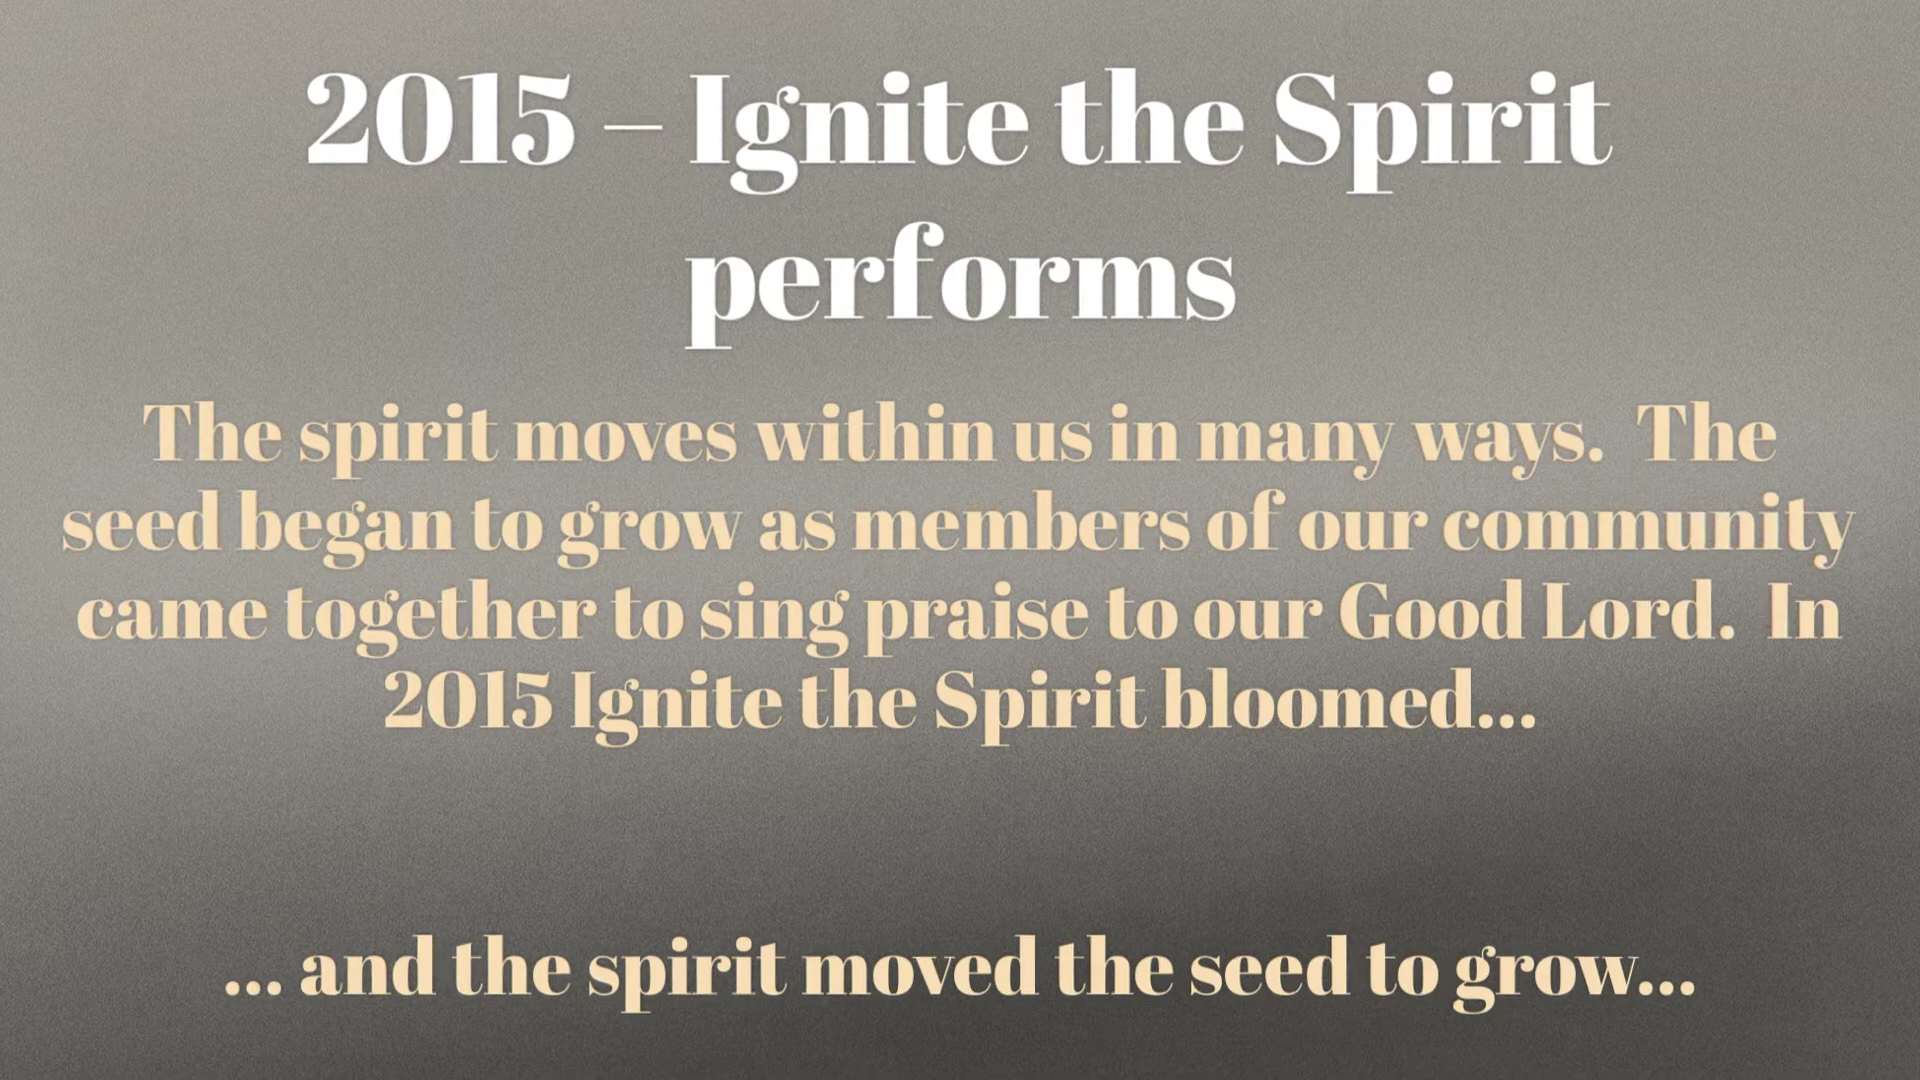 2015 – Ignite the Spirit
performs
The spirit moves within us in many ways.  The
seed began to grow as members of our community
came together to sing praise to our Good Lord.  In
2015 Ignite the Spirit bloomed...
... and the spirit moved the seed to grow...